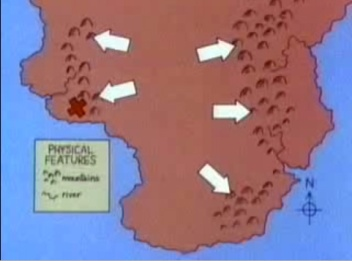 PHYSICAL
FEATURES
mountains
river
N